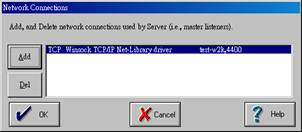 Network Connections
Add, and Delete network connections used by Server (i.e., master listeners).
Add
TCP Winsock TCP/IP Net-Library driver test-w2k,4400
Del
OK
Cancel
Help